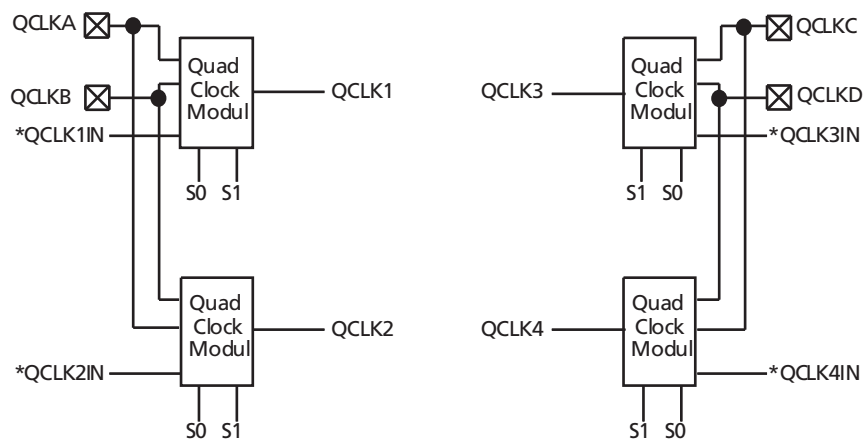 QCLKA
QCLKB
*QCLK1IN
Quad
Clock
Modul
QCLK1
S0 S1
QCLK3
Quad
Clock
Modul
QCLKC
QCLKD
*QCLK3IN
S1 S0
*QCLK2IN
Quad
Clock
Modul
QCLK2
S0 S1
QCLK4
Quad
Clock
Modul
*QCLK4IN
S1 S0